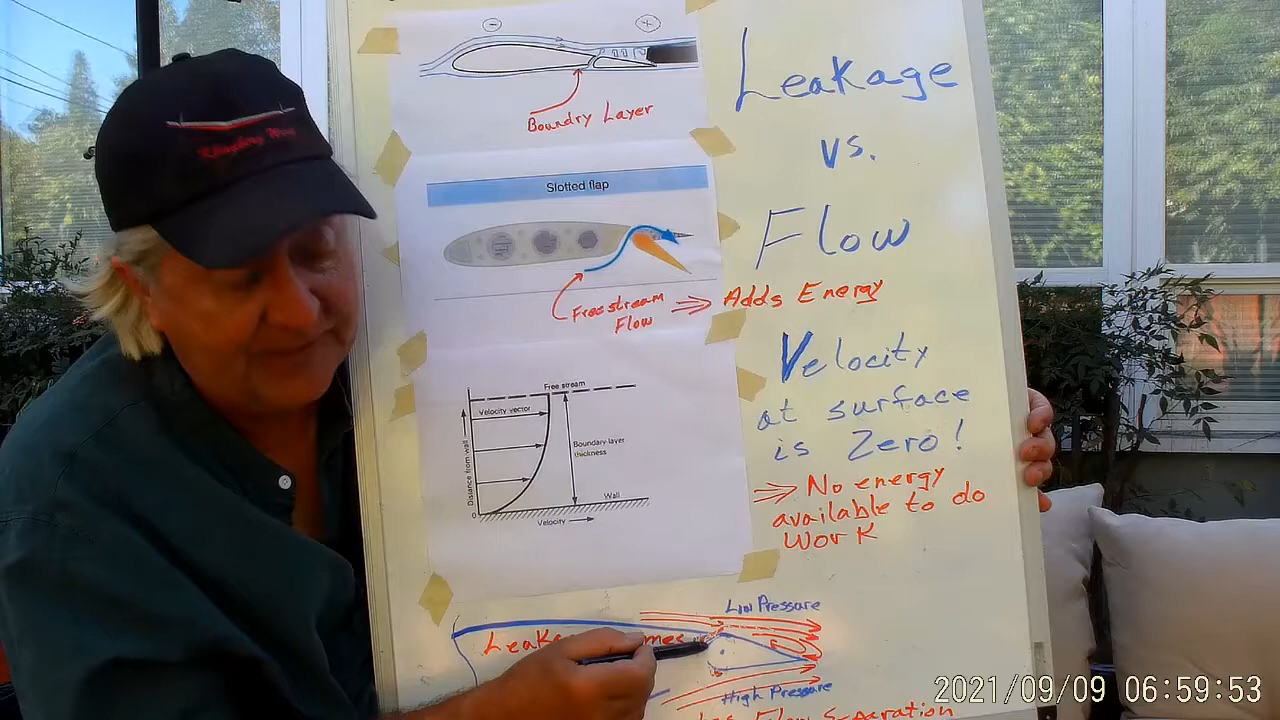 Leakage
vs.
Flow
Boundry Layer
Slotted flap
Freestream
Flow
Adds Energy
Free stream
Velocity vector
Distance from wall
Boundary-layer
thickness
Wall
0
Velocity
Velocity
at surface
is Zero!
No energy
available to do
Work
Low Pressure
High Pressure
Flow Separation
2021/09/09 06:59:53